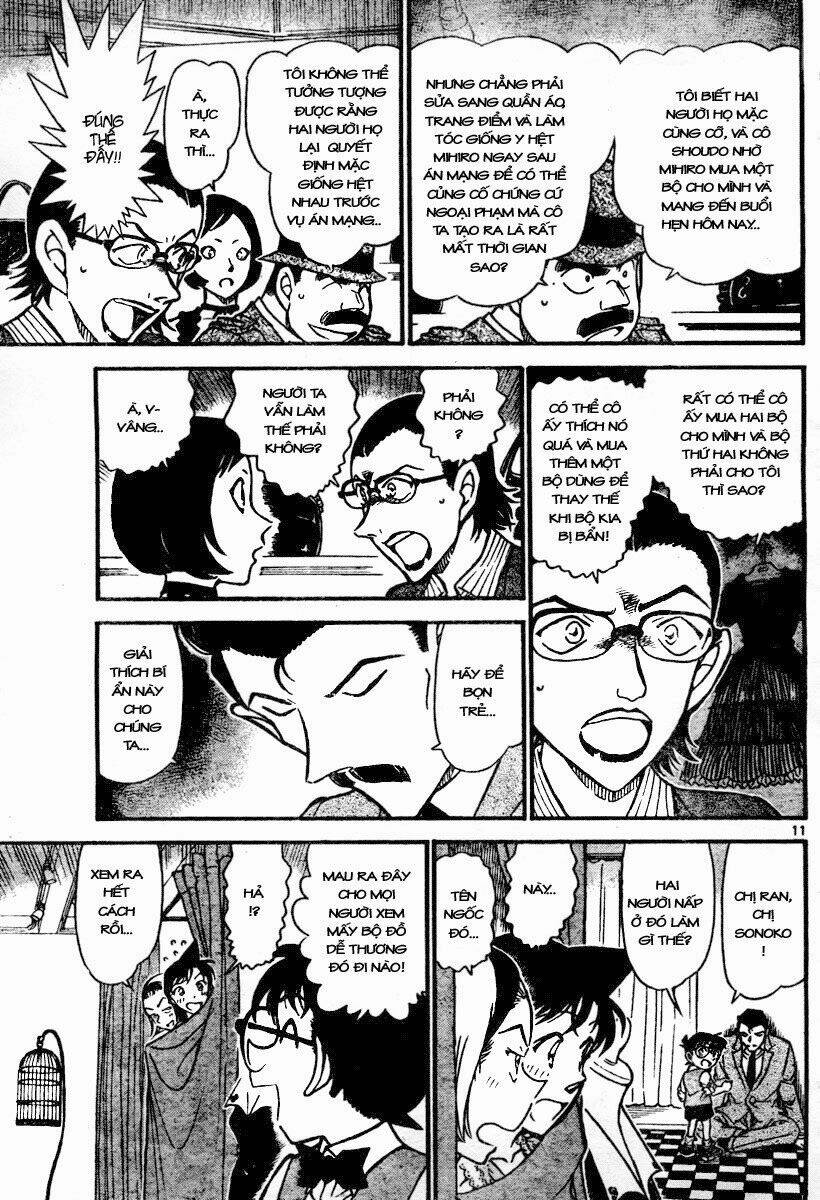 TÔI BIẾT HAI
NGƯỜI HỌ MẶC
CÙNG CỠ, VÀ CÔ
SHOUDO NHỜ
MIHIRO MUA MỘT
BỘ CHO MÌNH VÀ
MANG ĐẾN BUỔI
HẸN HÔM NAY..
NHƯNG CHẲNG PHẢI
SỬA SANG QUẦN ÁO,
TRANG ĐIỂM VÀ LÀM
TÓC GIỐNG Y HỆT
MIHIRO NGAY SAU
ÁN MẠNG ĐỂ CÓ THỂ
CỦNG CỐ CHỨNG CỨ
NGOẠI PHẠM MÀ CÔ
TA TẠO RA LÀ RẤT
MẤT THỜI GIAN
SAO?
TÔI KHÔNG THỂ
TƯỞNG TƯỢNG
ĐƯỢC RẰNG
HAI NGƯỜI HỌ
LẠI QUYẾT
ĐỊNH MẶC
GIỐNG HỆT
NHAU TRƯỚC
VỤ ÁN MẠNG..
À,
THỰC
RA
THÌ...
ĐÚNG
THẾ
ĐẤY!!
RẤT CÓ THỂ CÔ
ẤY MUA HAI BỘ
CHO MÌNH VÀ BỘ
THỨ HAI KHÔNG
PHẢI CHO TÔI
THÌ SAO?
CÓ THỂ CÔ
ẤY THÍCH NÓ
QUÁ VÀ MUA
THÊM MỘT
BỘ DÙNG ĐỂ
THAY THẾ
KHI BỘ KIA
BỊ BẨN!
PHẢI
KHÔNG
?
NGƯỜI TA
VẪN LÀM
THẾ PHẢI
KHÔNG?
À, V-
VÂNG..
HÃY ĐỂ
BỌN
TRẺ...
GIẢI
THÍCH BÍ
ẨN NÀY
CHO
CHÚNG
TA...
11
CHỊ RAN,
CHỊ
SONOKO
!
HAI
NGƯỜI NẤP
Ở ĐÓ LÀM
GÌ THẾ?
NÀY..
TÊN
NGỐC
ĐÓ...
MAU RA ĐÂY
CHO MỌI
NGƯỜI XEM
MẤY BỘ ĐỒ
DỄ THƯƠNG
ĐÓ ĐI NÀO!
HẢ
!?
XEM RA
HẾT
CÁCH
RỒI...